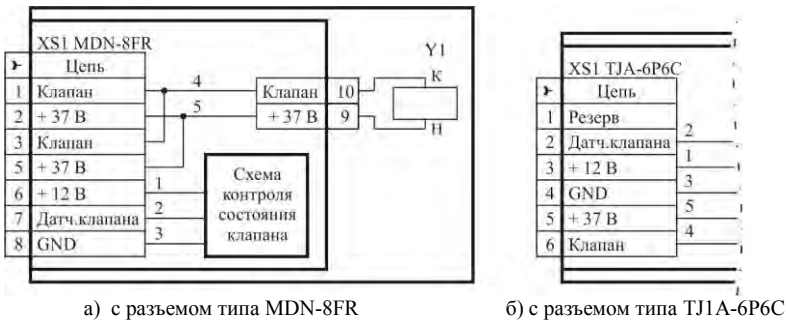 XS1 MDN-8FR
Цепь
1 Клапан
2 + 37 В
3 Клапан
5 + 37 В
6 + 12 В
7 Датч.клапана
8 GND
4
5
1
2
3
Клапан 10
+ 37 В 9
Y1
К
Н
Схема
контроля
состояния
клапана
а) с разъемом типа MDN-8FR
XS1 TJA-6P6C
Цепь
1 Резерв
2 Датч.клапана
3 + 12 В
4 GND
5 + 37 В
6 Клапан
2
1
3
5
4
б) с разъемом типа TJ1A-6P6C